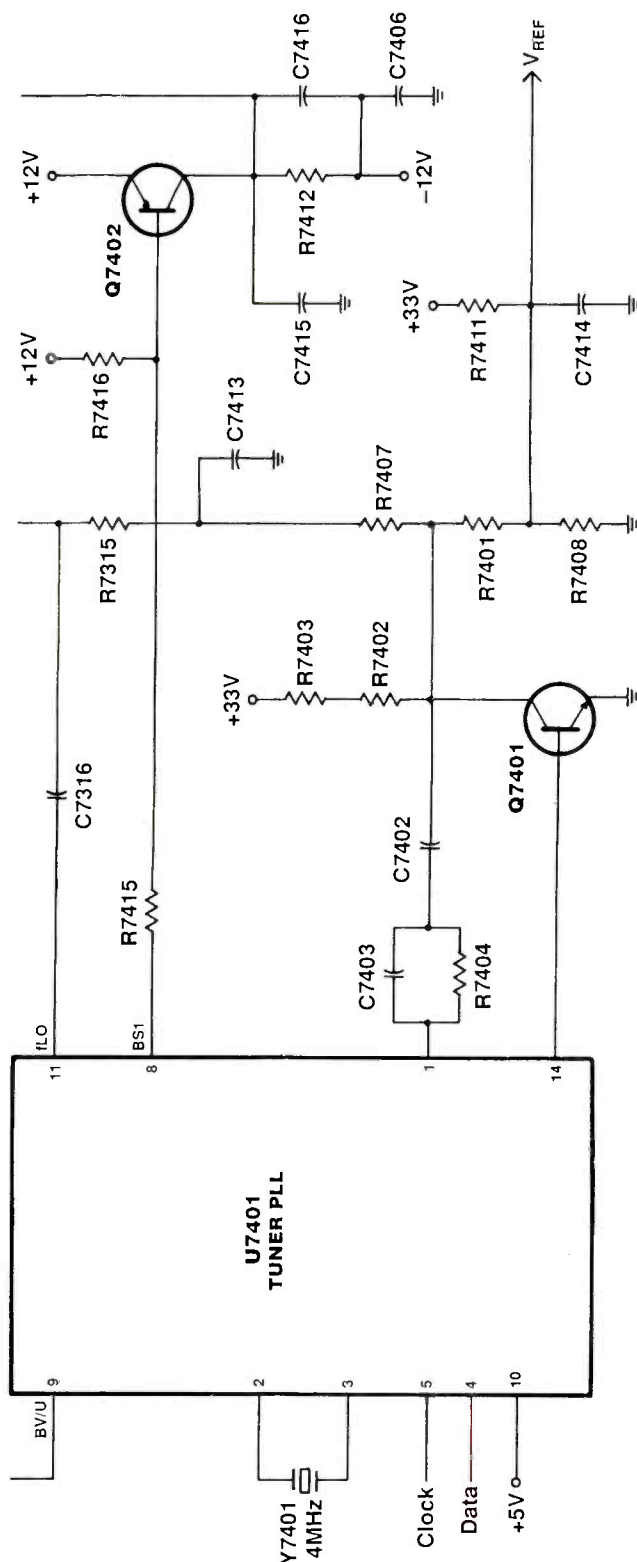 +12V
C7416
C7406
R7412
-12V
Q7402
VREF
+33V
R7411
C7415
C7414
+12V
R7416
C7413
R7407
R7401
R7408
R7315
+33V
R7403
R7402
C7316
Q7401
C7402
R7415
C7403
R7404
fLO
BS1
11
8
1
14
U7401
TUNER PLL
9
2
3
5
4
10
BV/U
Y7401
4MHz
Clock
Data
+5V